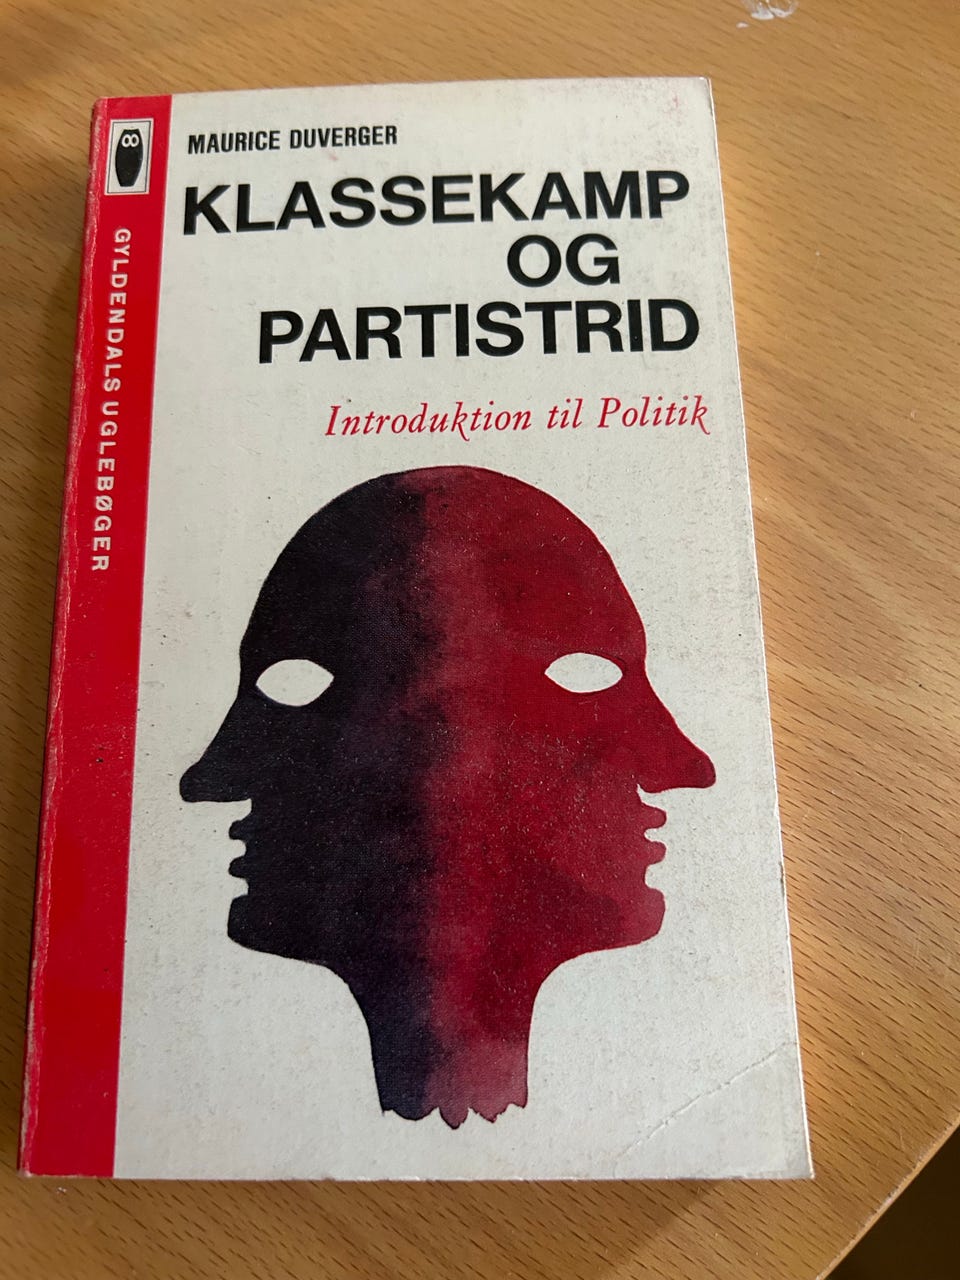 MAURICE DUVERGER
KLASSEKAMP
OG
PARTISTRID
Introduktion til Politik
GYLDENDALS UGLEBØGER